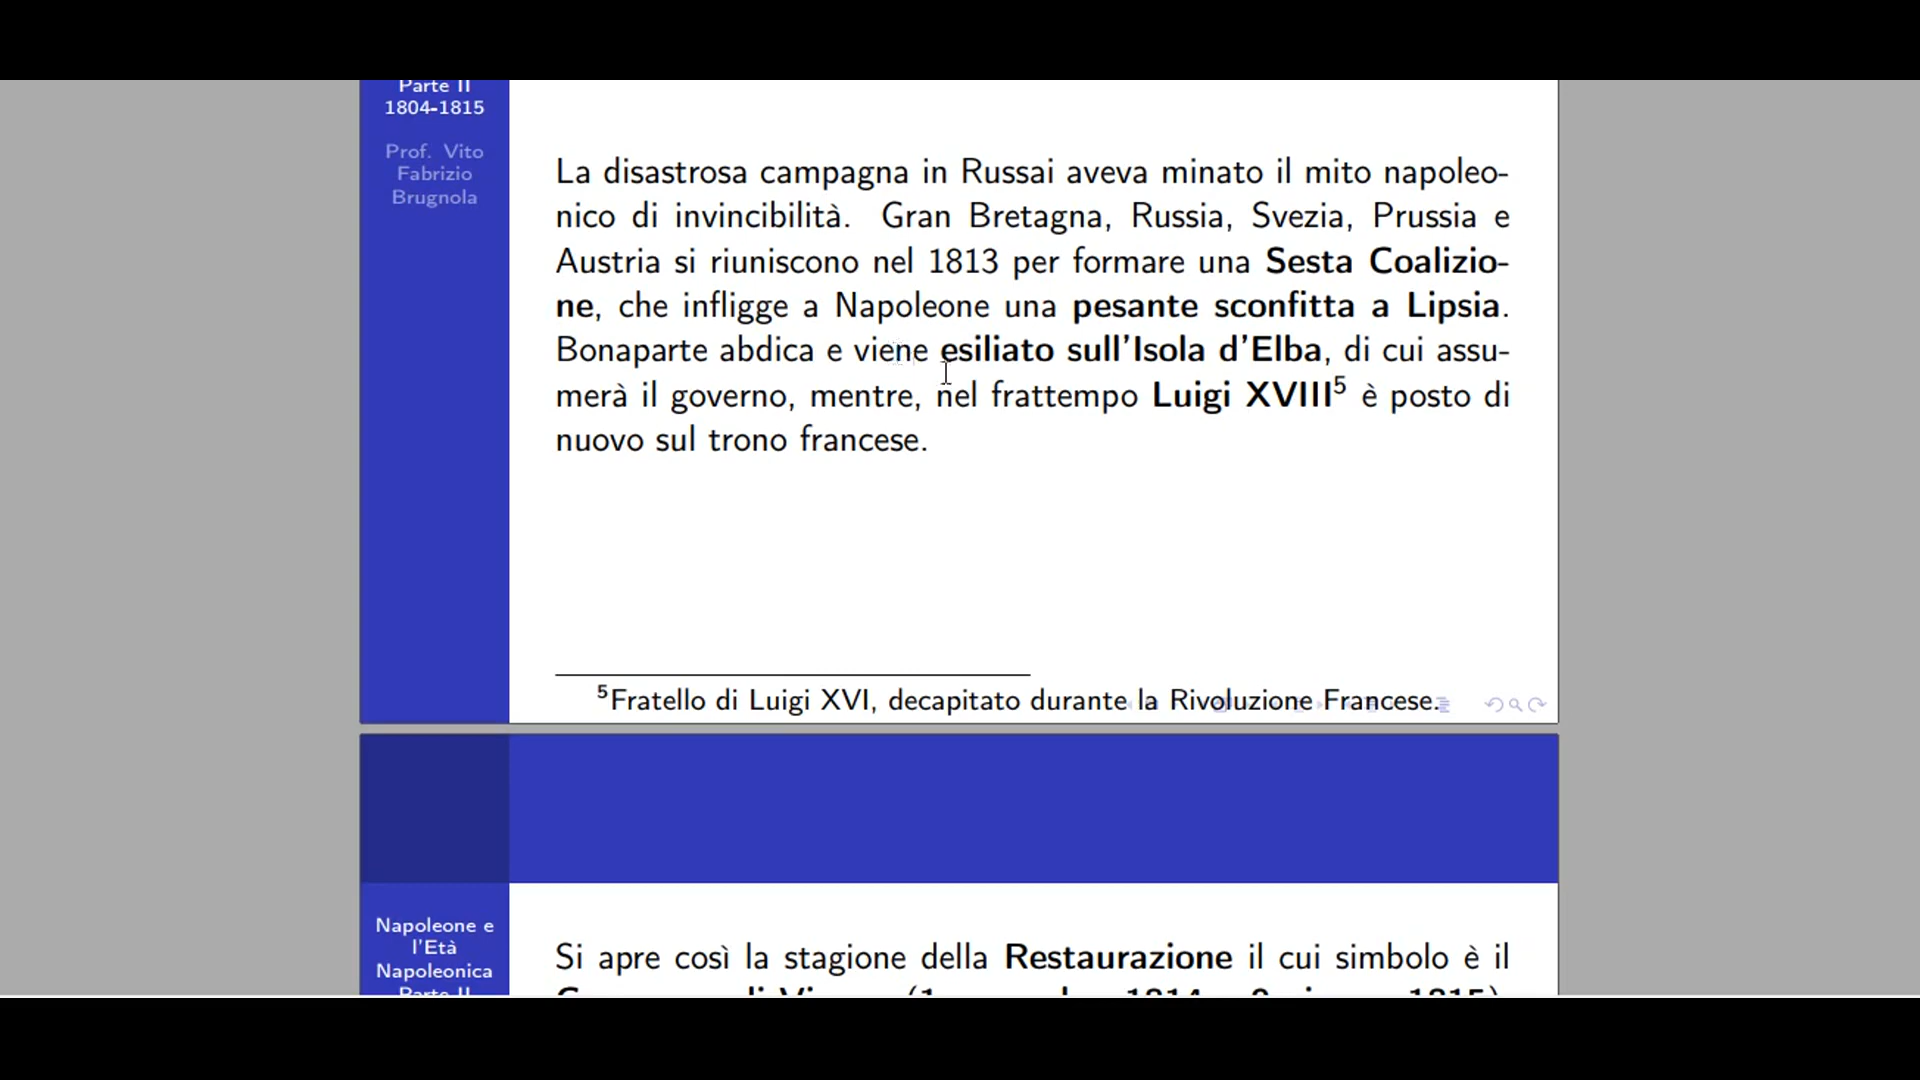 Parte II
1804-1815
Prof. Vito
Fabrizio
Brugnola
La disastrosa campagna in Russai aveva minato il mito napoleo-
nico di invincibilità. Gran Bretagna, Russia, Svezia, Prussia e
Austria si riuniscono nel 1813 per formare una Sesta Coalizio-
ne, che infligge a Napoleone una pesante sconfitta a Lipsia.
Bonaparte abdica e viene esiliato sull'Isola d'Elba, di cui assu-
merà il governo, mentre, nel frattempo Luigi XVIII5 è posto di
nuovo sul trono francese.
5Fratello di Luigi XVI, decapitato durante la Rivoluzione Francese.
Napoleone e
l'Età
Napoleonica
Parte II
Si apre così la stagione della Restaurazione il cui simbolo è il